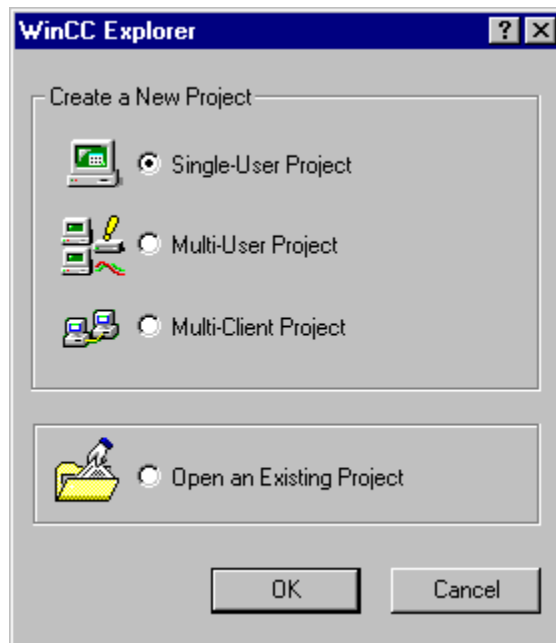 WinCC Explorer
Create a New Project
Single-User Project
Multi-User Project
Multi-Client Project
Open an Existing Project
OK Cancel